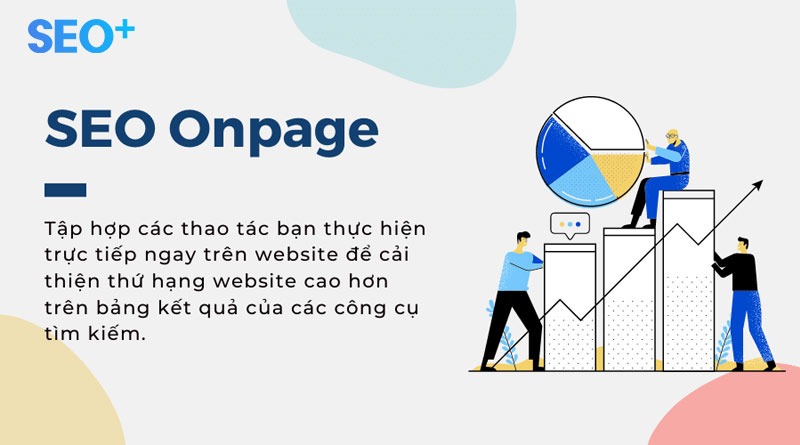 SEO+
SEO Onpage
Tập hợp các thao tác bạn thực hiện
trực tiếp ngay trên website để cải
thiện thứ hạng website cao hơn
trên bảng kết quả của các công cụ
tìm kiếm.